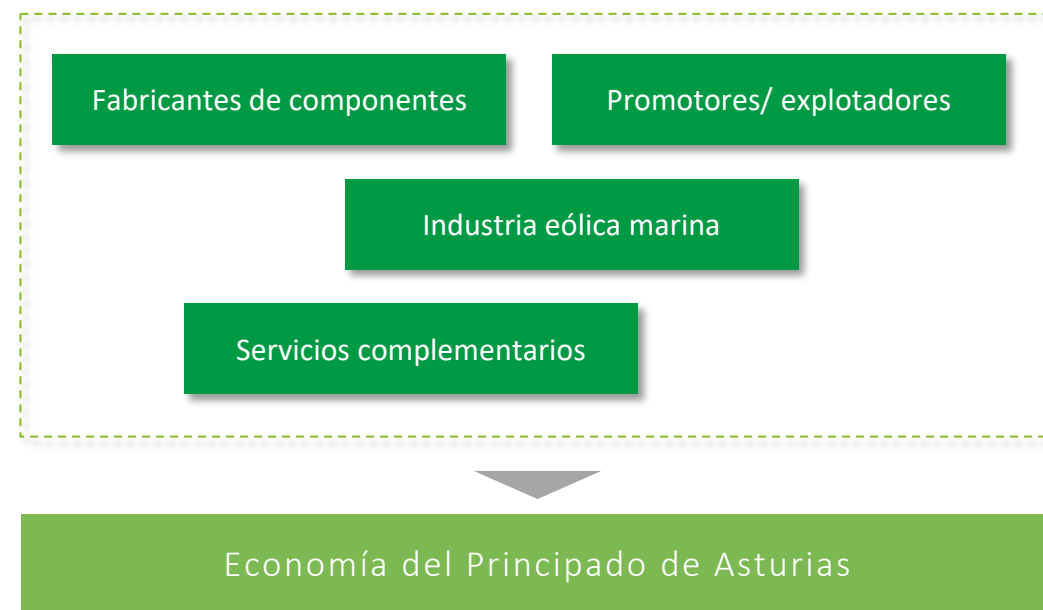 Fabricantes de componentes
Promotores/ explotadores
Industria eólica marina
Servicios complementarios
Economía del Principado de Asturias